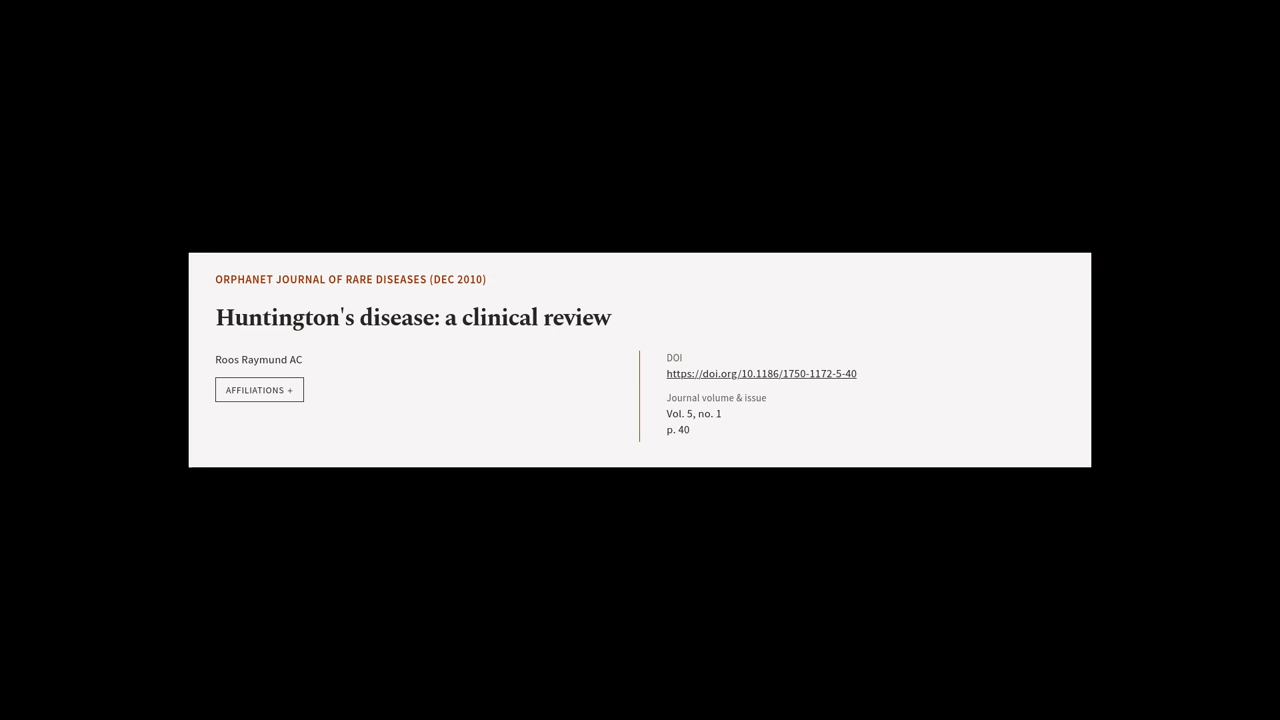 ORPHANET JOURNAL OF RARE DISEASES (DEC 2010)
Huntington's disease: a clinical review
Roos Raymund AC
AFFILIATIONS +
DOI
https://doi.org/10.1186/1750-1172-5-40
Journal volume & issue
Vol. 5, no. 1
p. 40